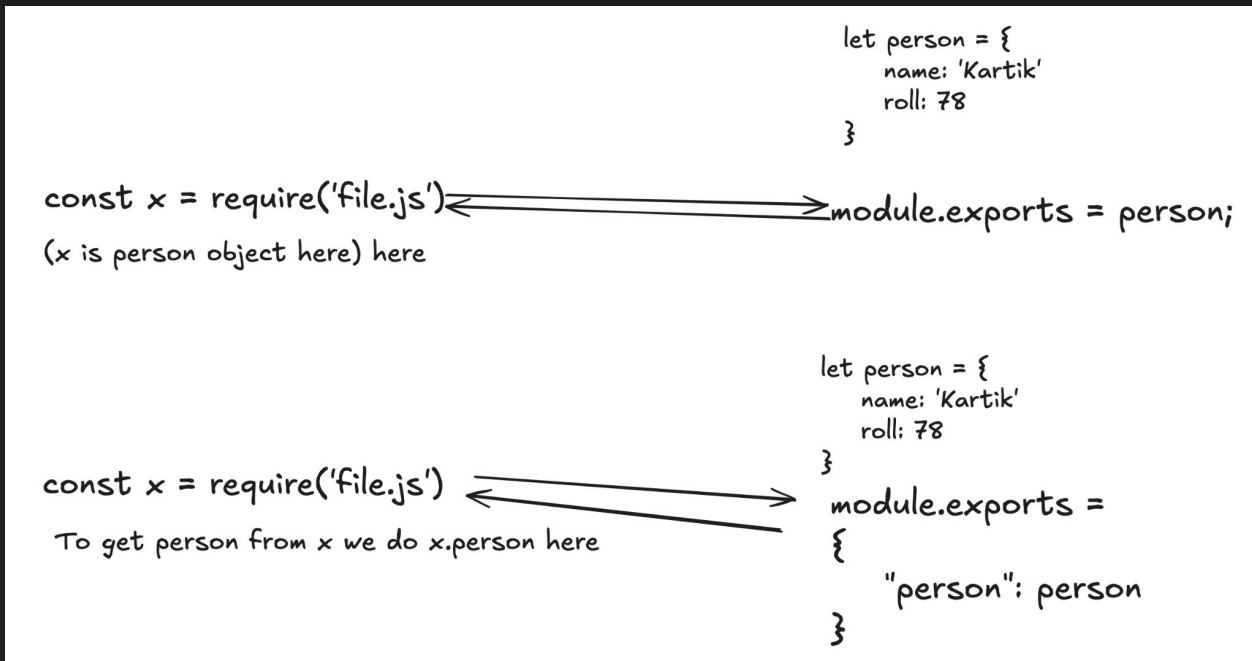 let person = {
name: 'Kartik'
roll: 78
}
const x = require('file.js')
module.exports = person;
(x is person object here) here
let person = {
name: 'Kartik'
roll: 78
}
const x = require('file.js')
module.exports =
{
To get person from x we do x.person here
"person": person
}